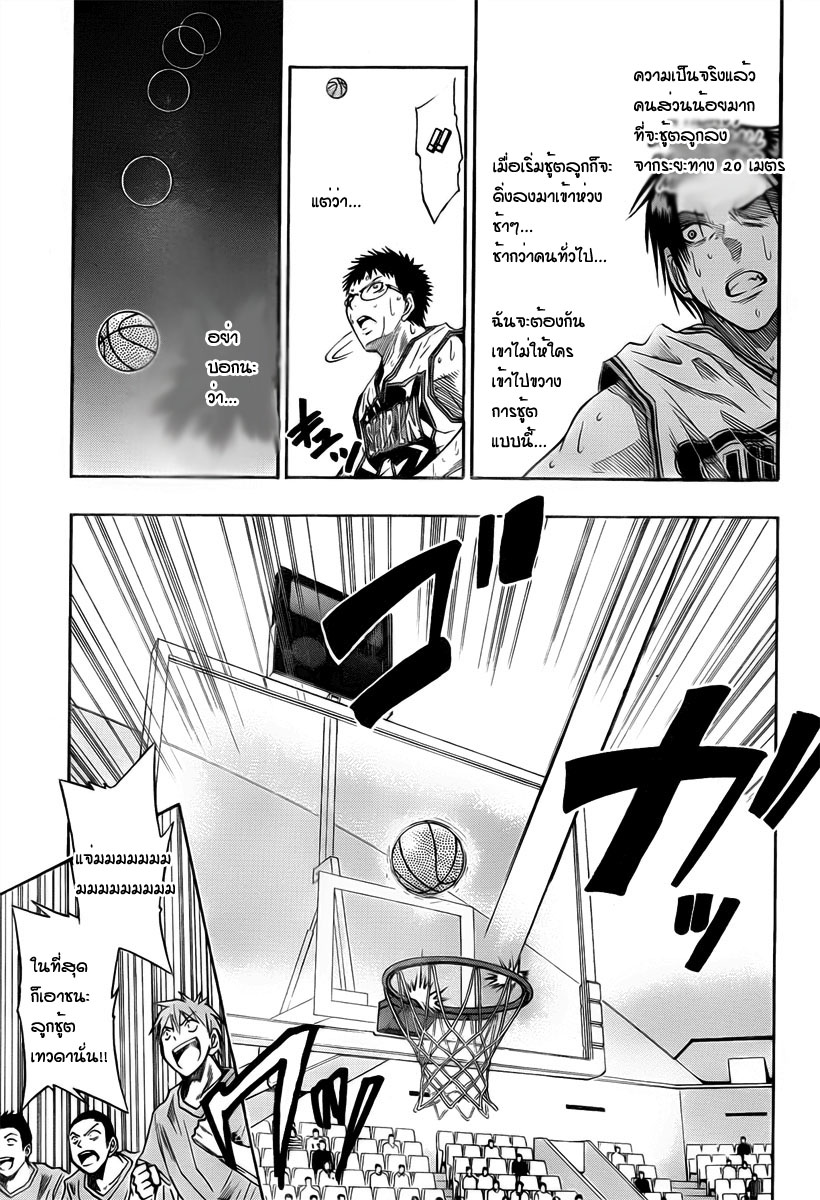 ความเป็นจริงแล้ว
คนส่วนน้อยมาก
ที่จะชู้ตลูกลง
จากระยะทาง 20 เมตร
เมื่อเริ่มชู้ตลูกก็จะ
ดิ่งลงมาเข้าห่วง
ช้าๆ...
ช้ากว่าคนทั่วไป...
ฉันจะต้องกัน
เขาไม่ให้ใคร
เข้าไปขวาง
การชู้ต
แบบนี้...
!!!
แต่ว่า...
อย่า
บอกนะ
ว่า...
ガッ
แจ่มมมมมมม
มมมมมมมมม
ในที่สุด
ก็เอาชนะ
ลูกชู้ต
เทวดานั่น!!